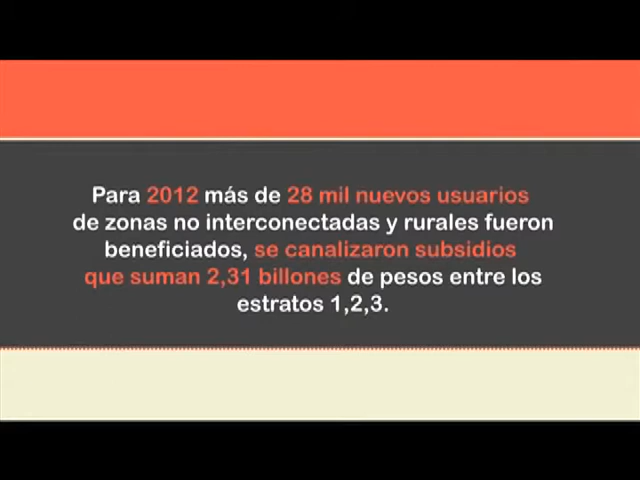 Para 2012 más de 28 mil nuevos usuarios
de zonas no interconectadas y rurales fueron
beneficiados, se canalizaron subsidios
que suman 2,31 billones de pesos entre los
estratos 1,2,3.